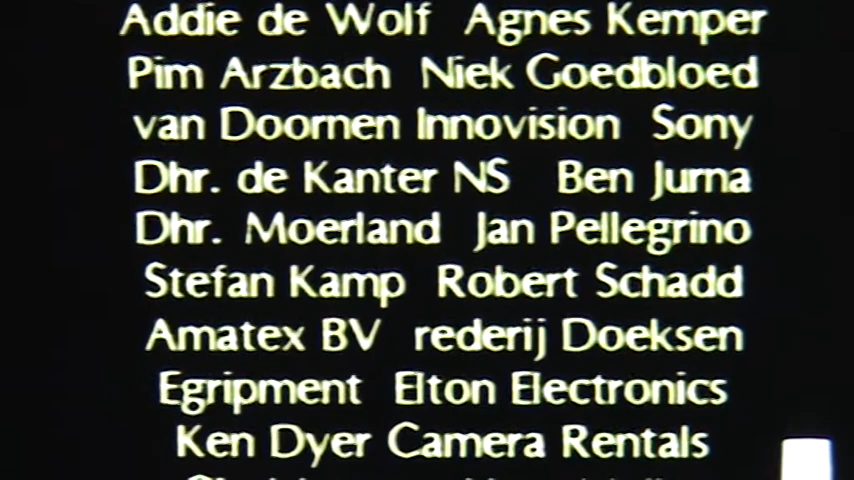 Addie de Wolf Agnes Kemper
Pim Arzbach Niek Goedbloed
van Doornen Innovision Sony
Dhr. de Kanter NS Ben Jurna
Dhr. Moerland Jan Pellegrino
Stefan Kamp Robert Schadd
Amatex BV rederij Doeksen
Egripment Elton Electronics
Ken Dyer Camera Rentals